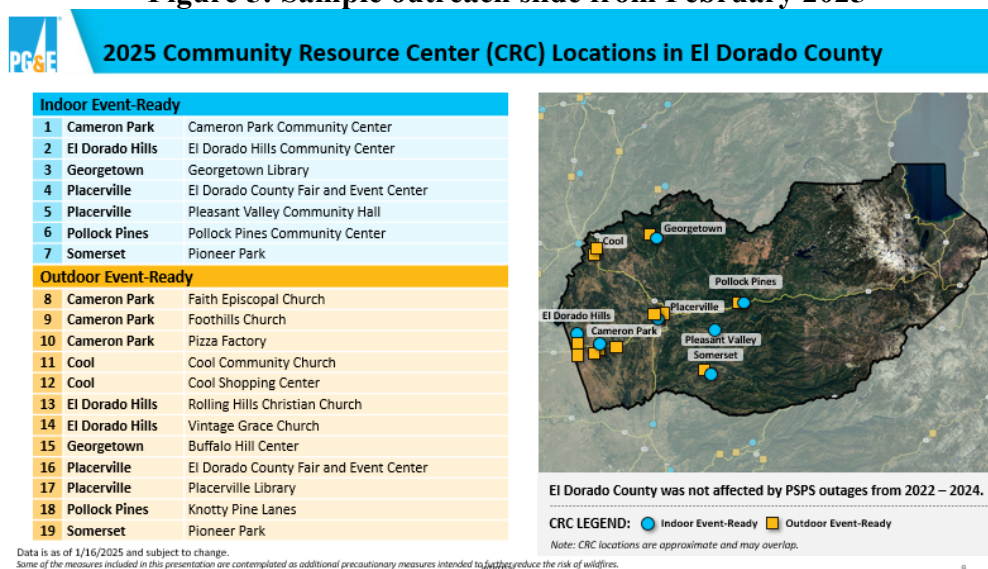 Figure 3: Sample outreach slide from February 2025
PG&E
2025 Community Resource Center (CRC) Locations in El Dorado County
Indoor Event-Ready
1 Cameron Park Cameron Park Community Center
2 El Dorado Hills El Dorado Hills Community Center
3 Georgetown Georgetown Library
4 Placerville El Dorado County Fair and Event Center
5 Placerville Pleasant Valley Community Hall
6 Pollock Pines Pollock Pines Community Center
7 Somerset Pioneer Park
Outdoor Event-Ready
8 Cameron Park Faith Episcopal Church
9 Cameron Park Foothills Church
10 Cameron Park Pizza Factory
11 Cool Cool Community Church
12 Cool Cool Shopping Center
13 El Dorado Hills Rolling Hills Christian Church
14 El Dorado Hills Vintage Grace Church
15 Georgetown Buffalo Hill Center
16 Placerville El Dorado County Fair and Event Center
17 Placerville Placerville Library
18 Pollock Pines Knotty Pine Lanes
19 Somerset Pioneer Park
Georgetown
Cool
Pollock Pines
Placerville
El Dorado Hills
Cameron Park
Pleasant Valley
Somerset
El Dorado County was not affected by PSPS outages from 2022 – 2024.
CRC LEGEND: Indoor Event-Ready Outdoor Event-Ready
Note: CRC locations are approximate and may overlap.
Data is as of 1/16/2025 and subject to change.
Some of the measures included in this presentation are contemplated as additional precautionary measures intended to further reduce the risk of wildfires.